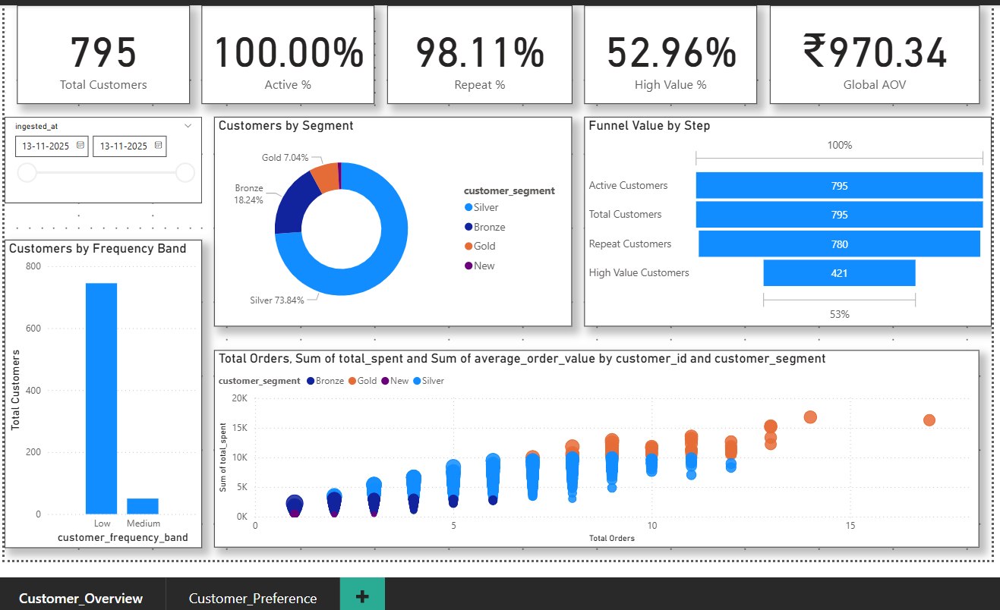 795
Total Customers
100.00%
Active %
98.11%
Repeat %
52.96%
High Value %
₹970.34
Global AOV
ingested_at
13-11-2025
13-11-2025
Customers by Segment
Gold 7.04%
Bronze
18.24%
Silver 73.84%
customer_segment
Silver
Bronze
Gold
New
Funnel Value by Step
100%
Active Customers 795
Total Customers 795
Repeat Customers 780
High Value Customers 421
53%
Customers by Frequency Band
800
600
400
200
0
Total Customers
Low Medium
customer_frequency_band
Total Orders, Sum of total_spent and Sum of average_order_value by customer_id and customer_segment
customer_segment Bronze Gold New Silver
20K
15K
10K
5K
0K
Sum of total_spent
0 5 10 15
Total Orders
Customer_Overview
Customer_Preference
+